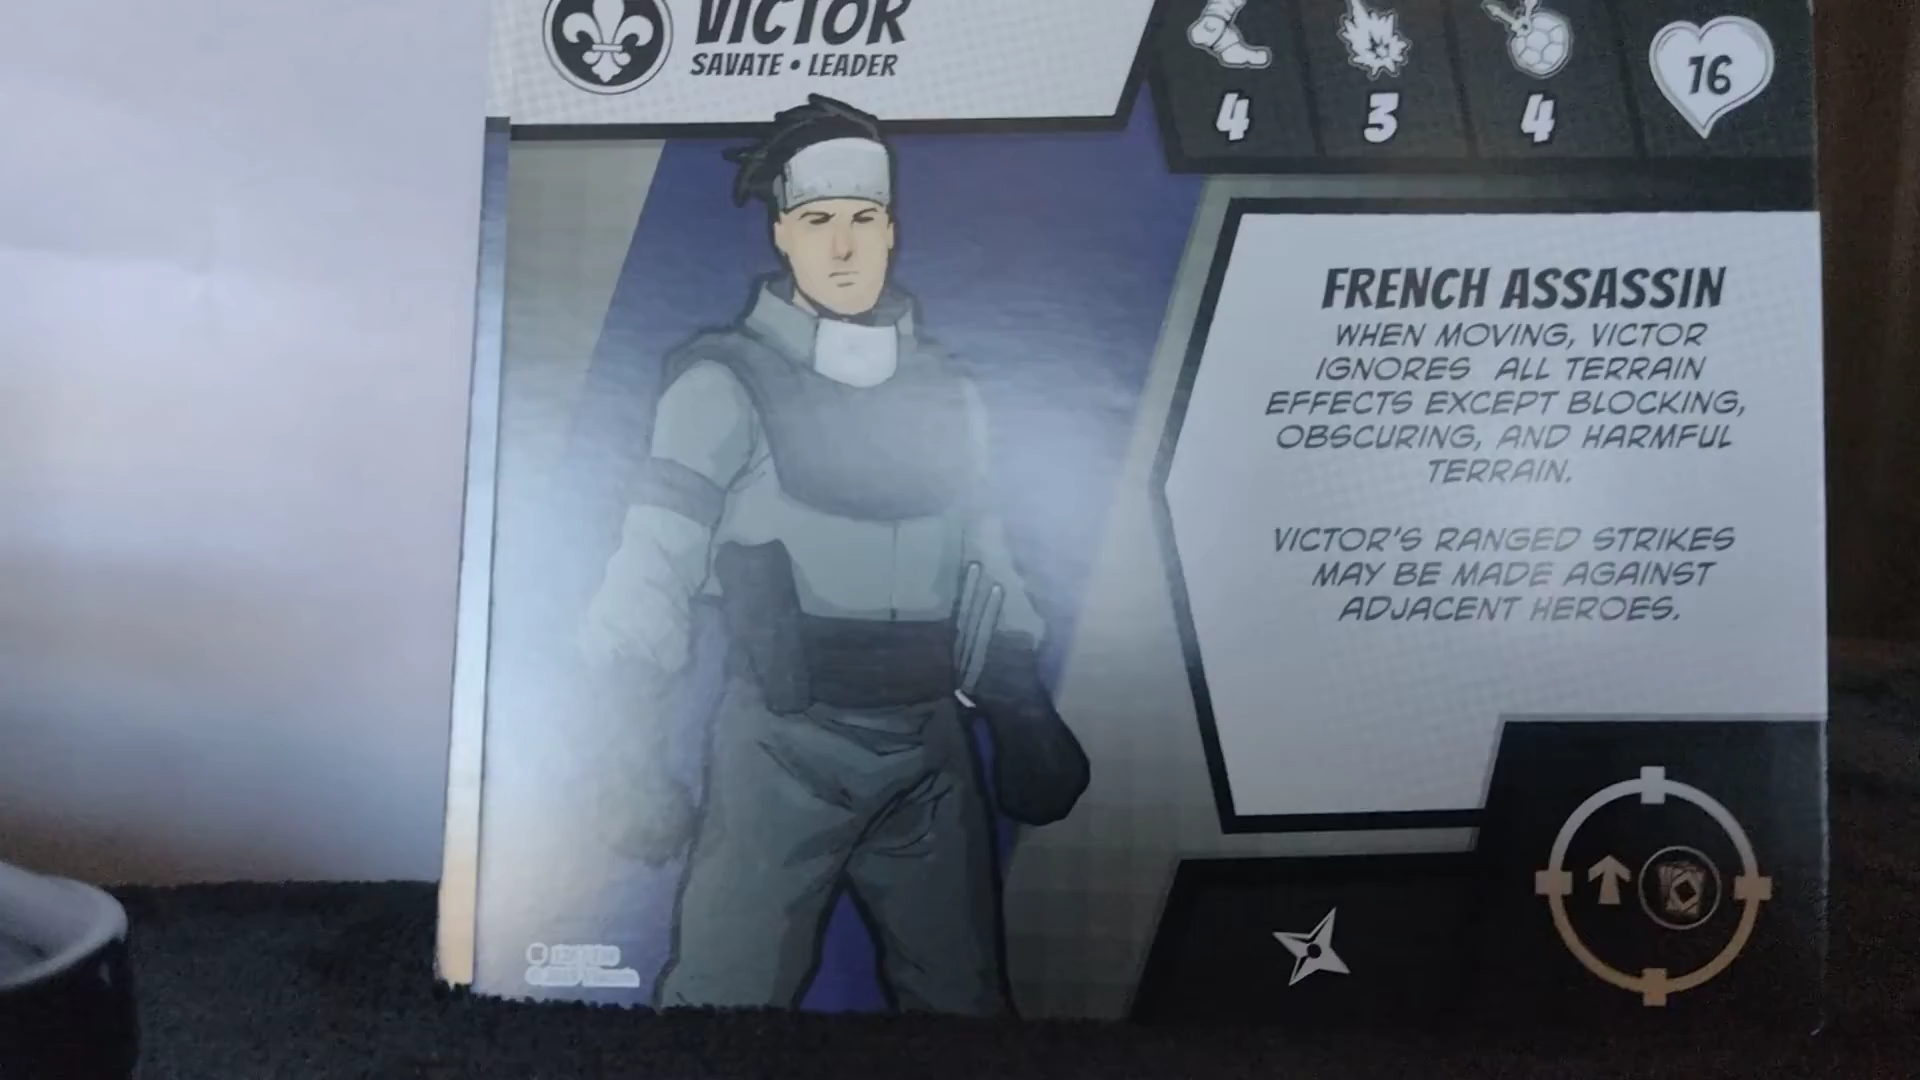 VICTOR
SAVATE • LEADER
4
3
4
16
FRENCH ASSASSIN
WHEN MOVING, VICTOR
IGNORES ALL TERRAIN
EFFECTS EXCEPT BLOCKING,
OBSCURING, AND HARMFUL
TERRAIN.
VICTOR'S RANGED STRIKES
MAY BE MADE AGAINST
ADJACENT HEROES.